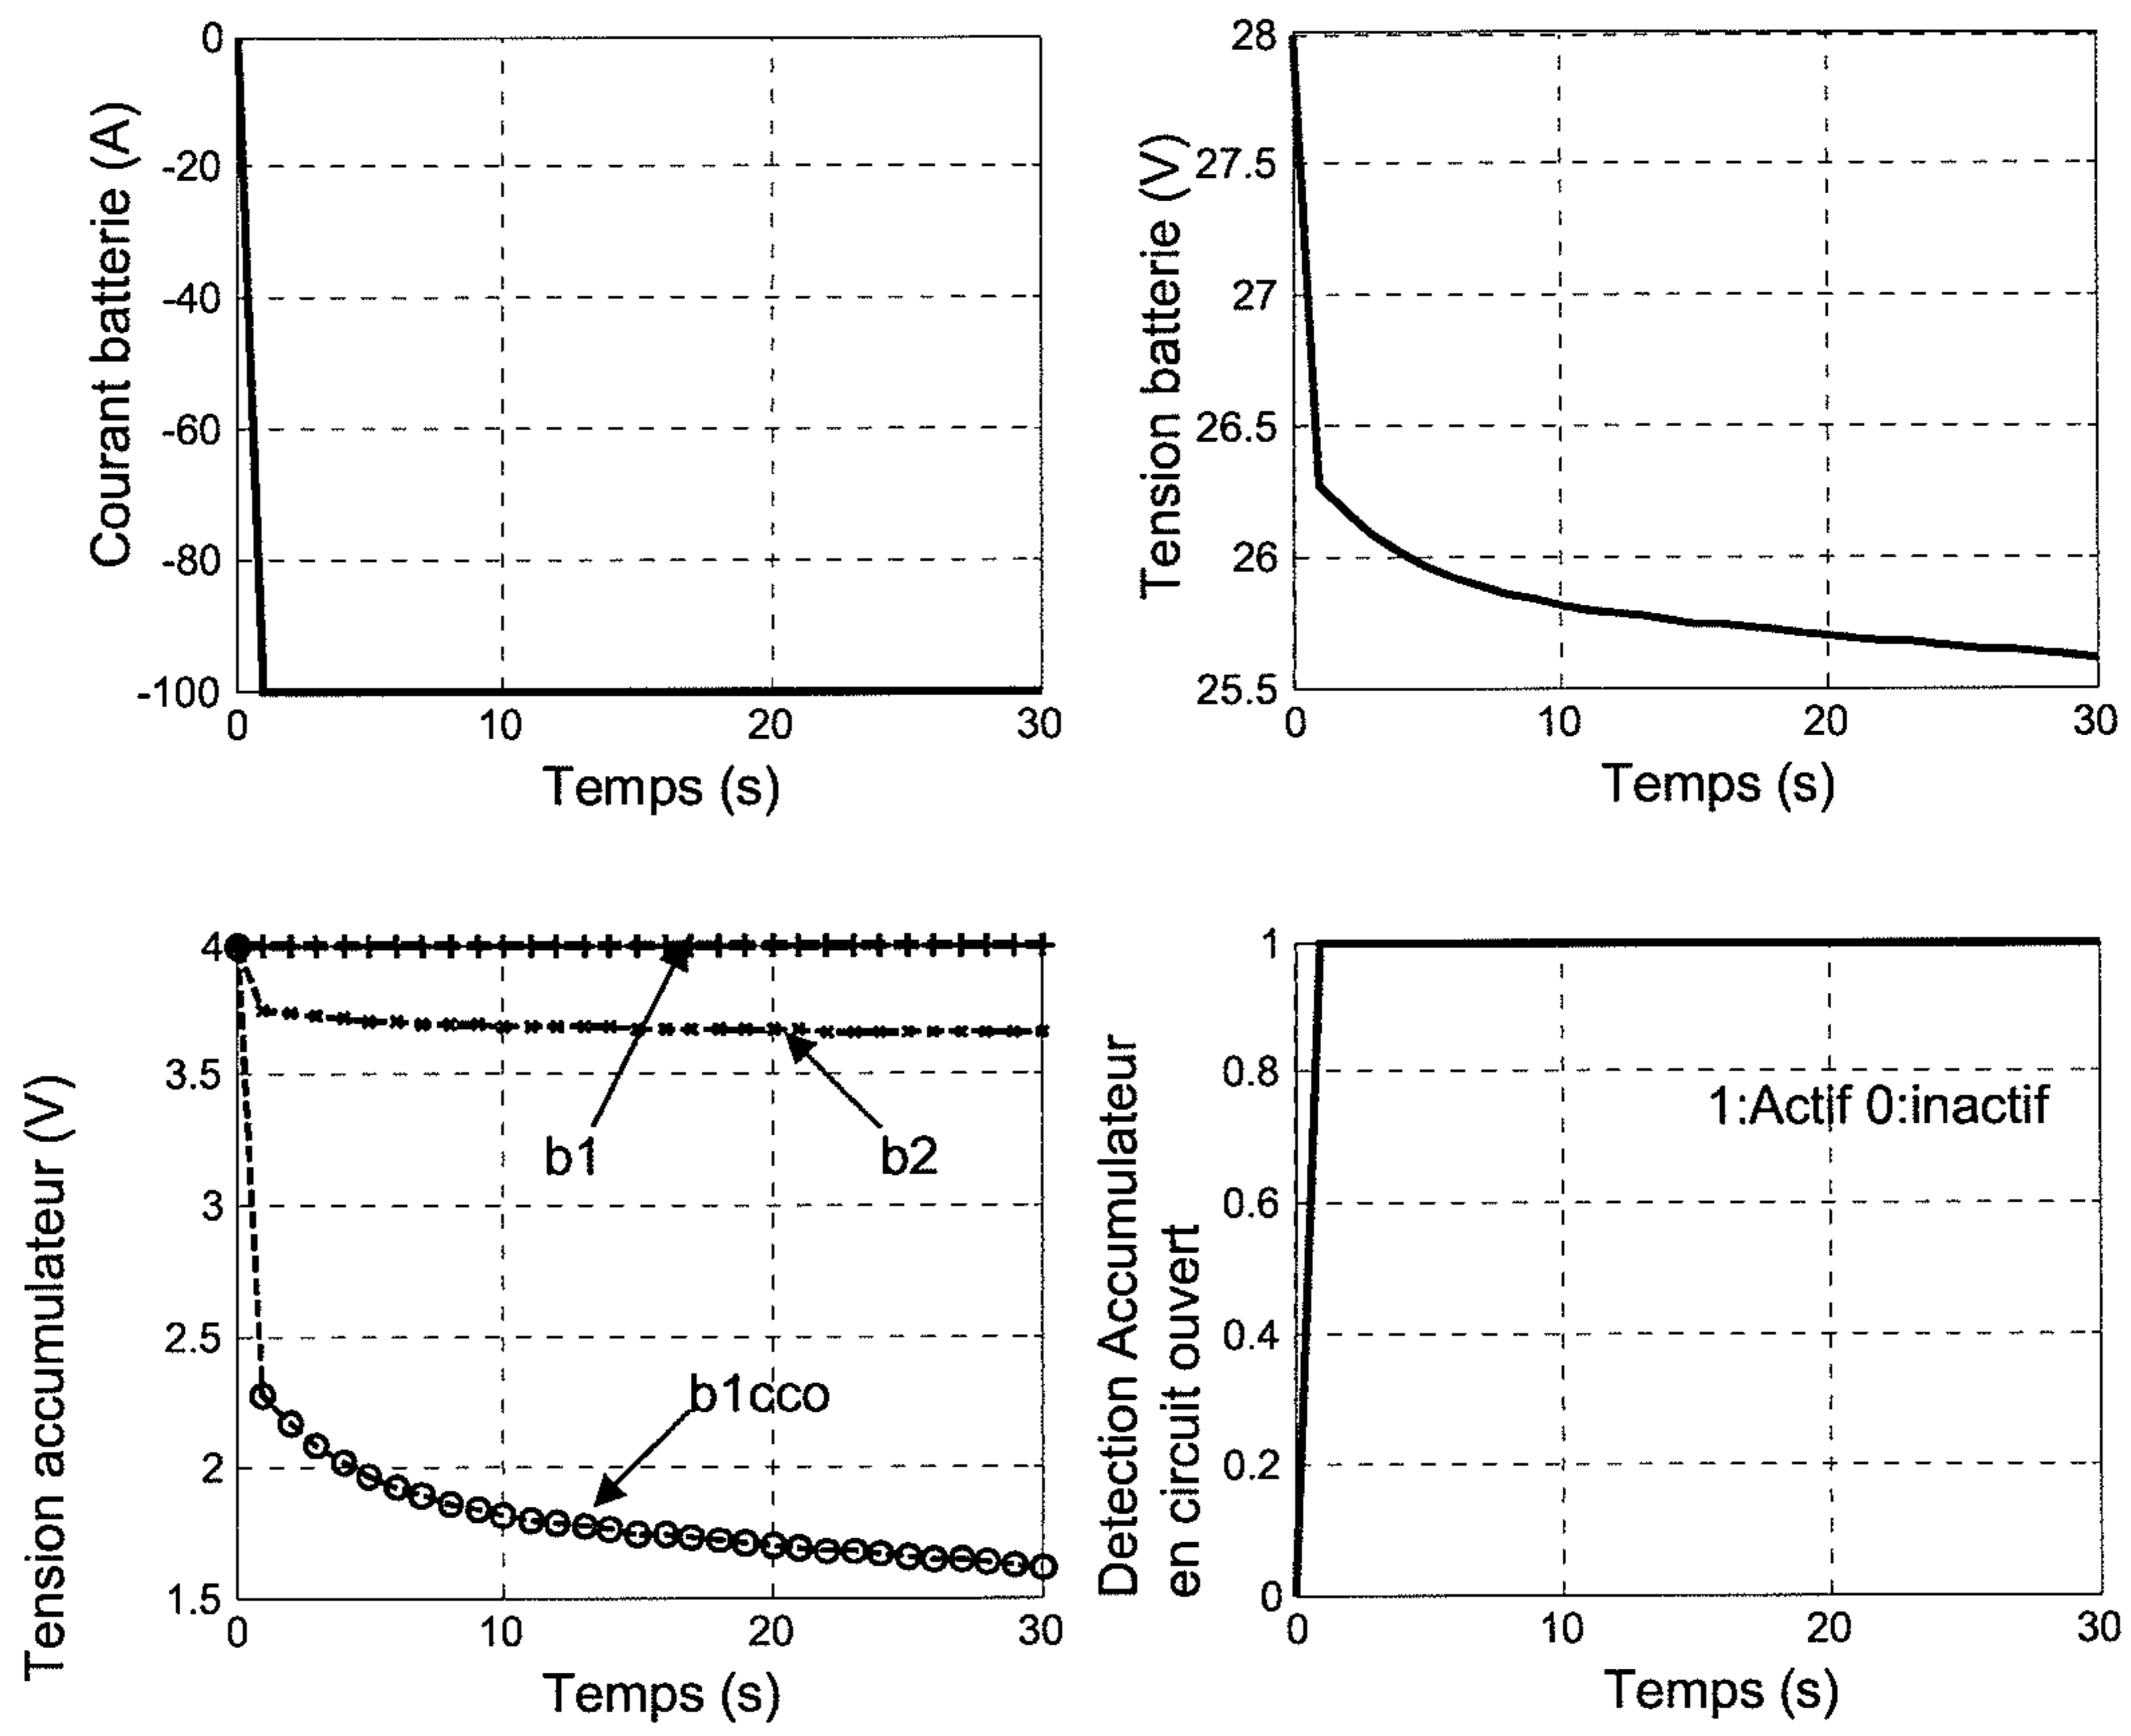 Courant batterie (A)
0
-20
-40
-60
-80
-100
0 10 20 30
Temps (s)
Tension batterie (V)
28
27.5
27
26.5
26
25.5
0 10 20 30
Temps (s)
Tension accumulateur (V)
4
3.5
3
2.5
2
1.5
b1
b2
b1cco
0 10 20 30
Temps (s)
Detection Accumulateur
en circuit ouvert
1
0.8
0.6
0.4
0.2
0
1:Actif 0:inactif
0 10 20 30
Temps (s)